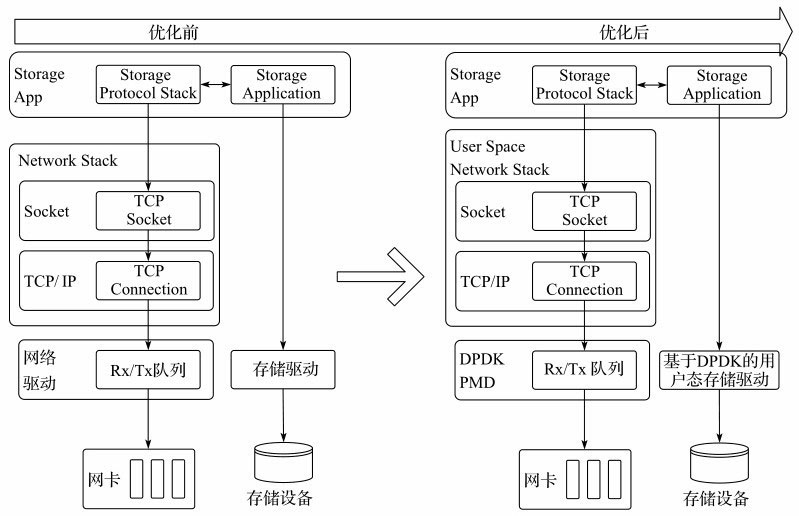 优化前
优化后
Storage
App
Storage
Protocol Stack
Storage
Application
Network Stack
Socket
TCP
Socket
TCP/ IP
TCP
Connection
网络
驱动
Rx/Tx队列
存储驱动
网卡
存储设备
Storage
App
Storage
Protocol Stack
Storage
Application
User Space
Network Stack
Socket
TCP
Socket
TCP/IP
TCP
Connection
DPDK
PMD
Rx/Tx 队列
基于DPDK的用
户态存储驱动
网卡
存储设备